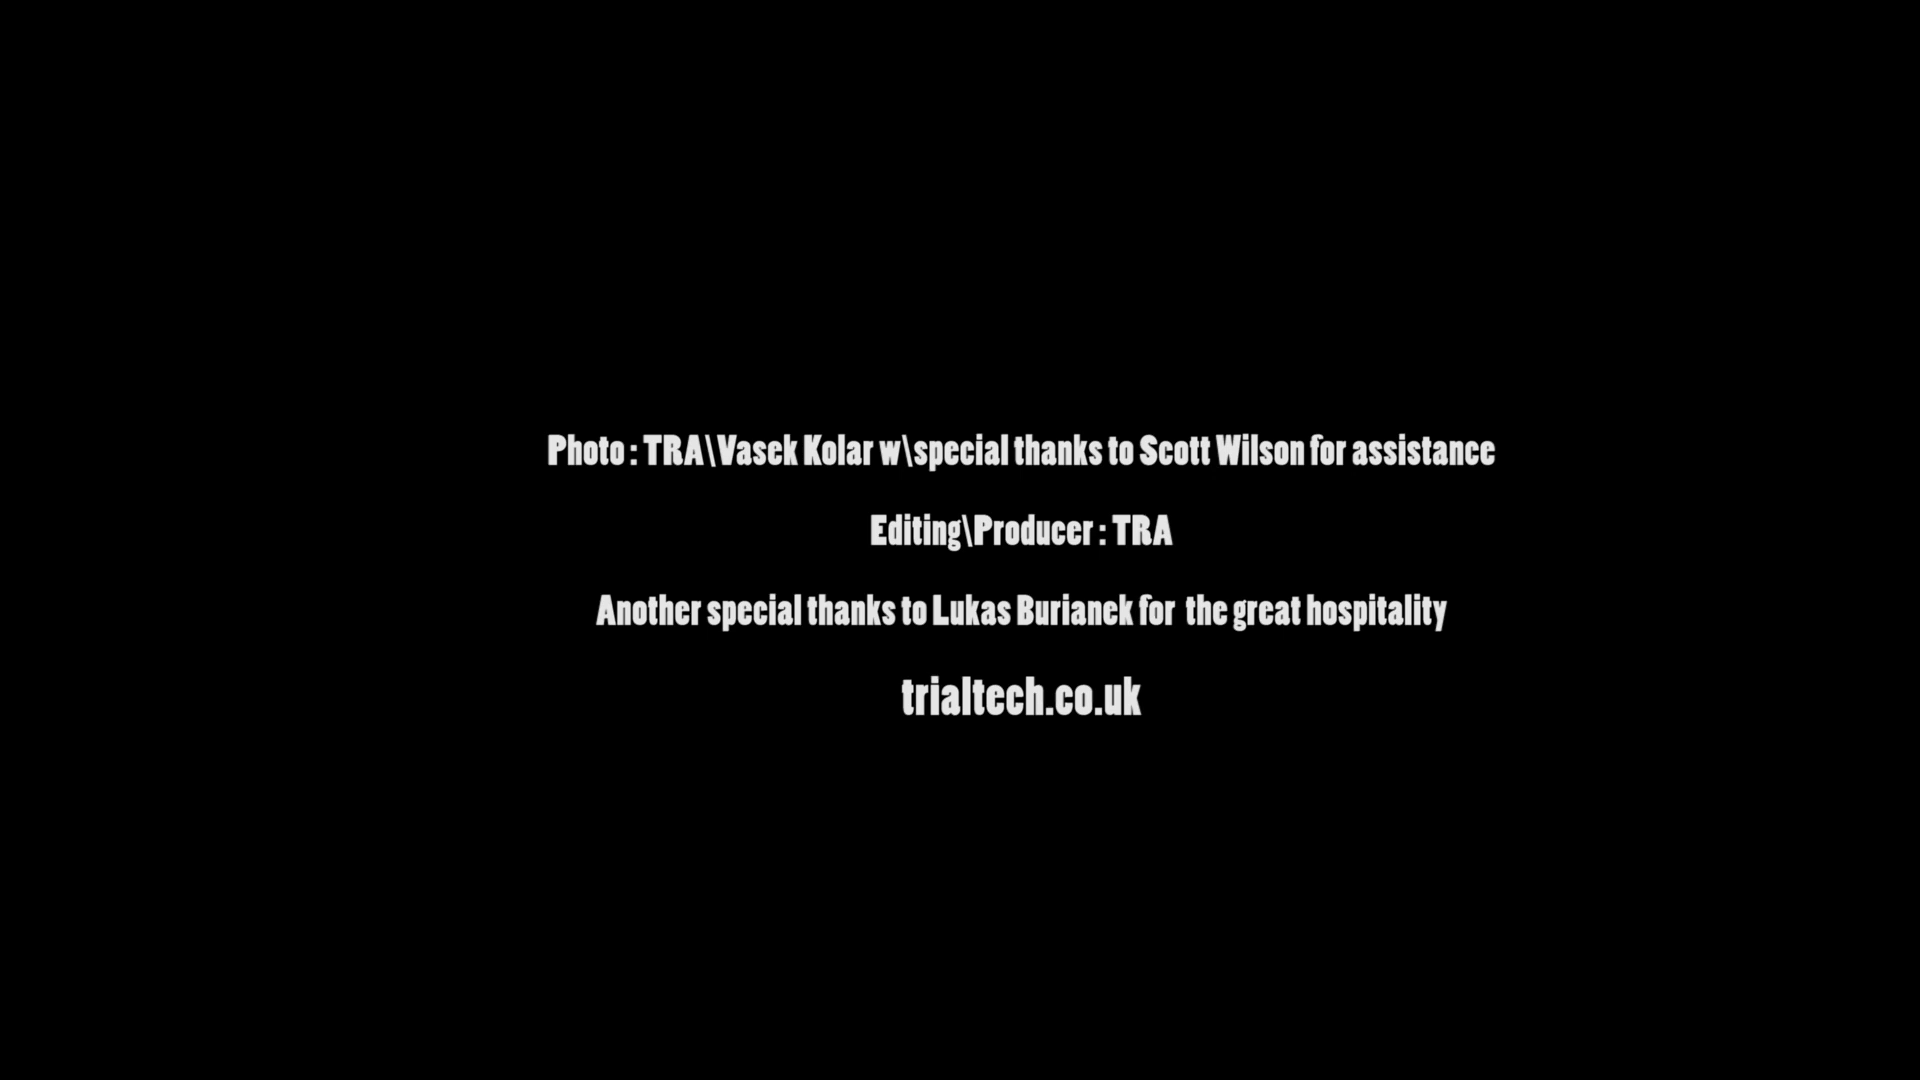 Photo : TRA\Vasek Kolar w\special thanks to Scott Wilson for assistance
Editing\Producer : TRA
Another special thanks to Lukas Burianek for  the great hospitality
trialtech.co.uk